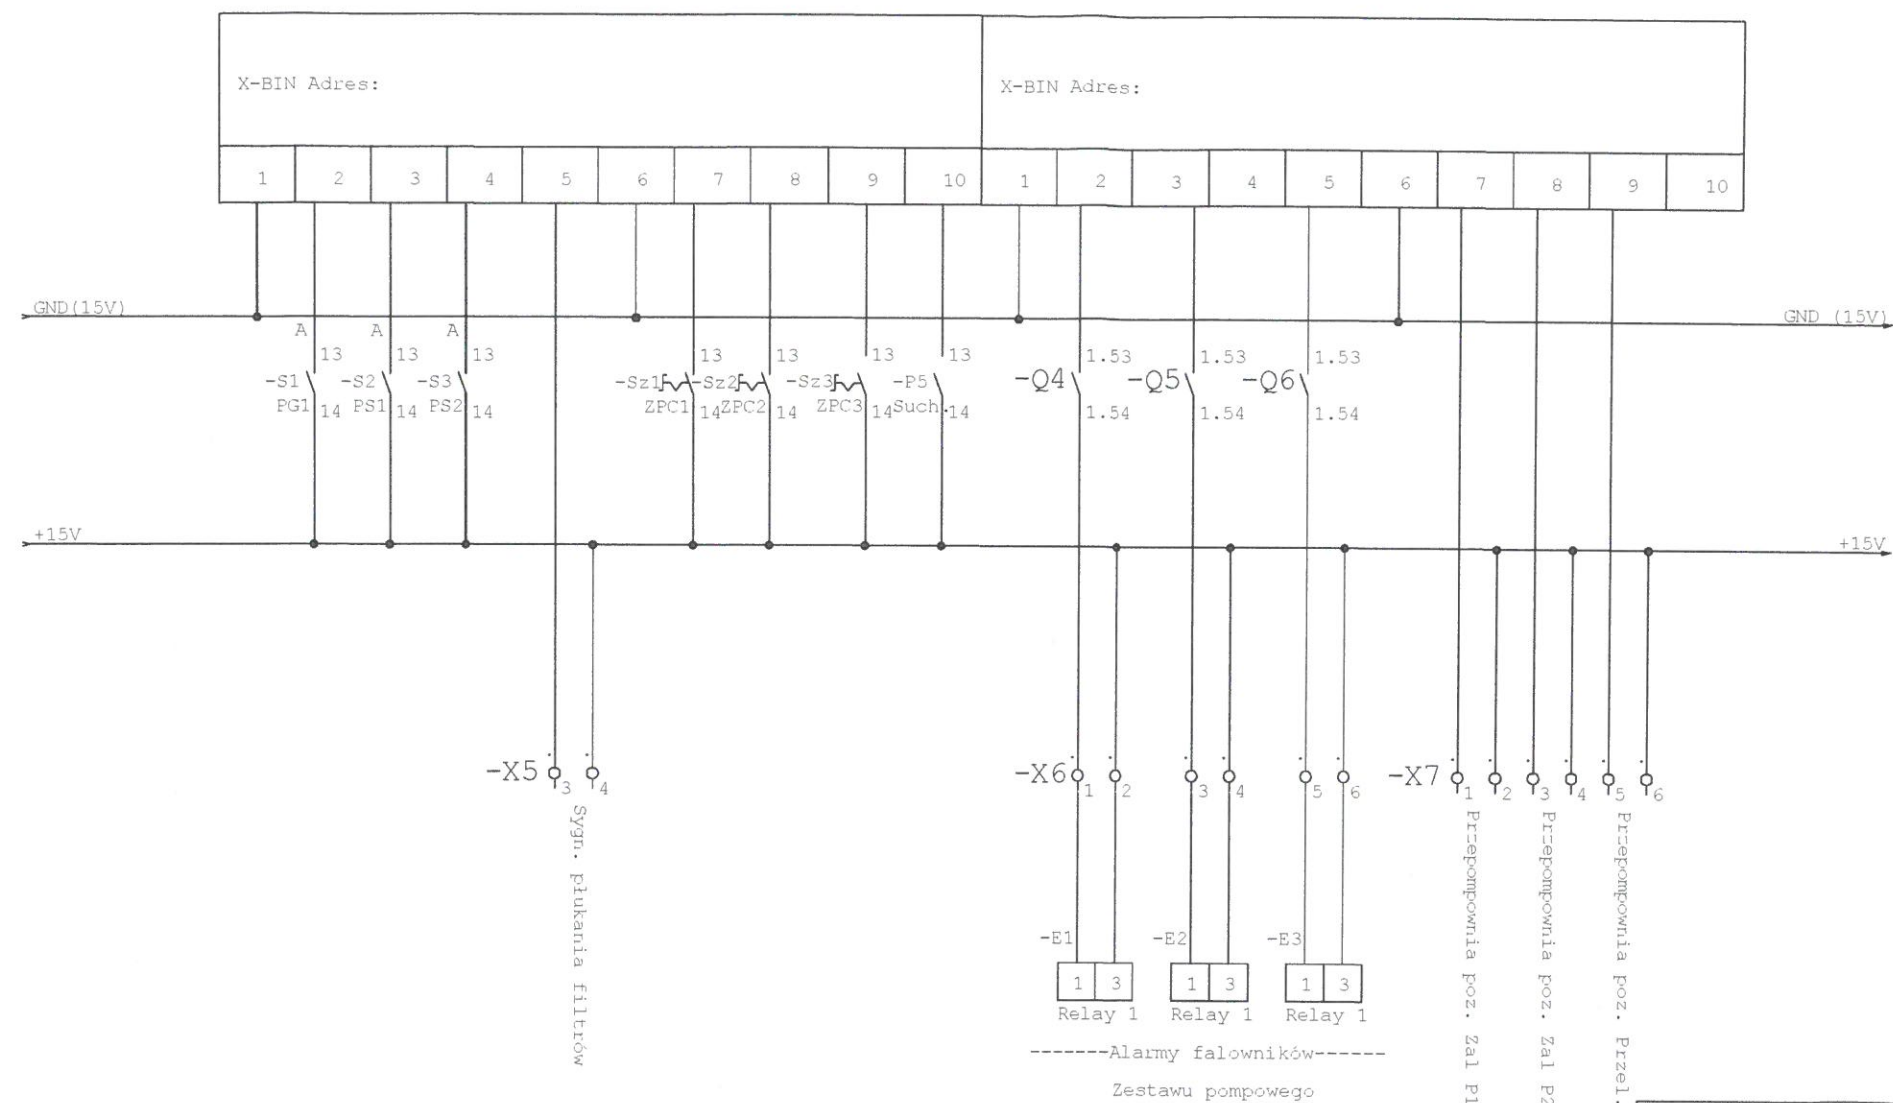 X-BIN Adres:
X-BIN Adres:
1 2 3 4 5 6 7 8 9 10 1 2 3 4 5 6 7 8 9 10
GND(15V)
GND (15V)
A A A
13 13 13 13 13 13 13 1.53 1.53 1.53
-S1 -S2 -S3 -Sz1 -Sz2 -Sz3 -P5 -Q4 -Q5 -Q6
PG1 PS1 PS2 ZPC1 ZPC2 ZPC3 Such.
14 14 14 14 14 14 14 1.54 1.54 1.54
+15V
+15V
-X5 3 4
-X6 1 2 3 4 5 6
-X7 1 2 3 4 5 6
Sygn. płukania filtrów
Przepompownia poz. Zal P1
Przepompownia poz. Zal P2
Przepompownia poz. Przel.
-E1 -E2 -E3
1 3 1 3 1 3
Relay 1 Relay 1 Relay 1
-------Alarmy falowników------
Zestawu pompowego